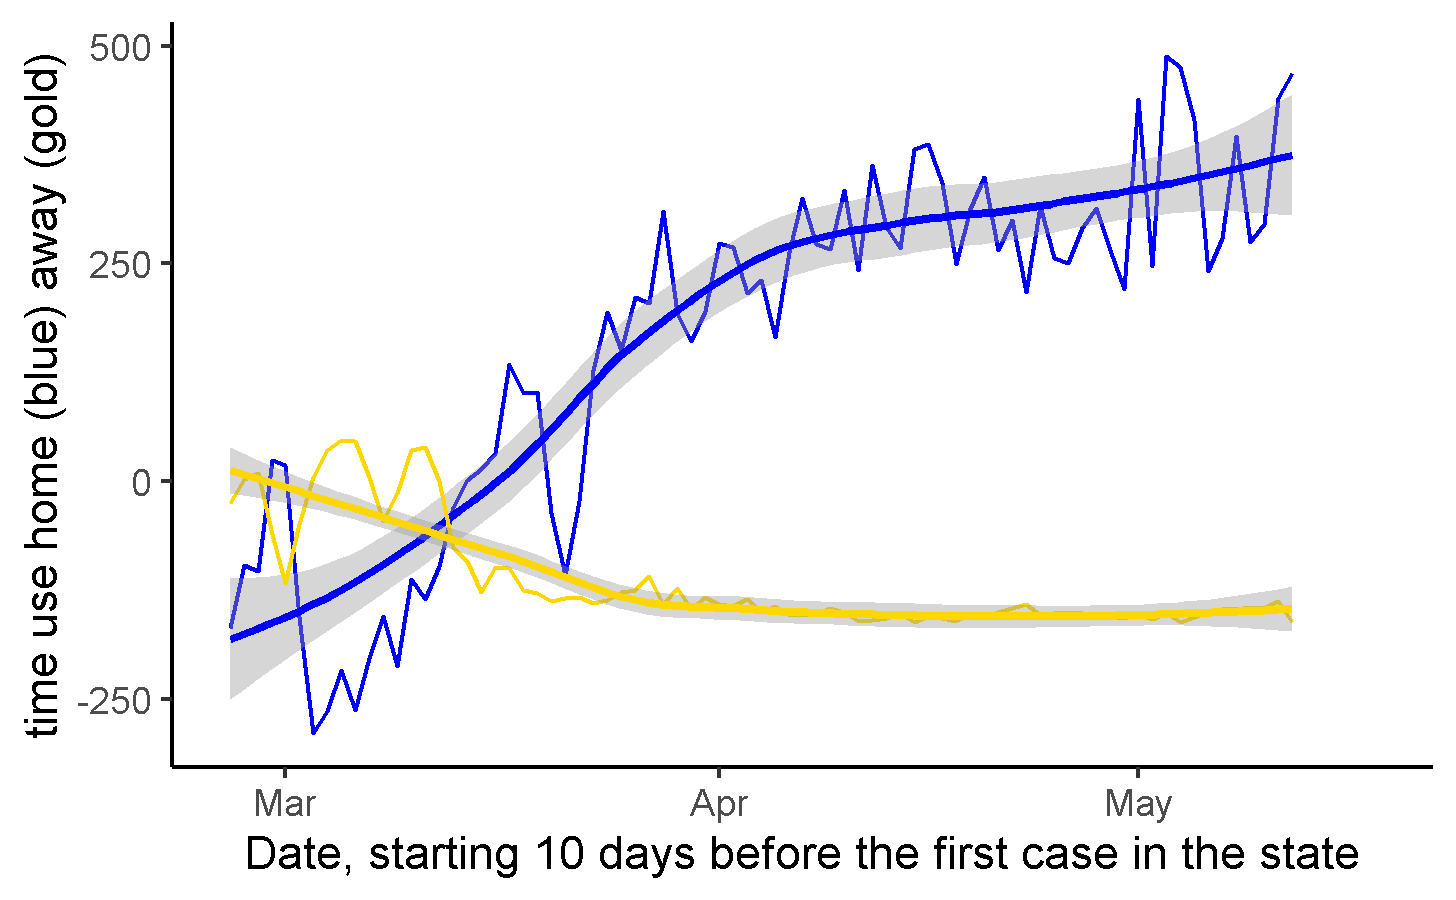 time use home (blue) away (gold)
500
250
0
-250
Mar
Apr
May
Date, starting 10 days before the first case in the state